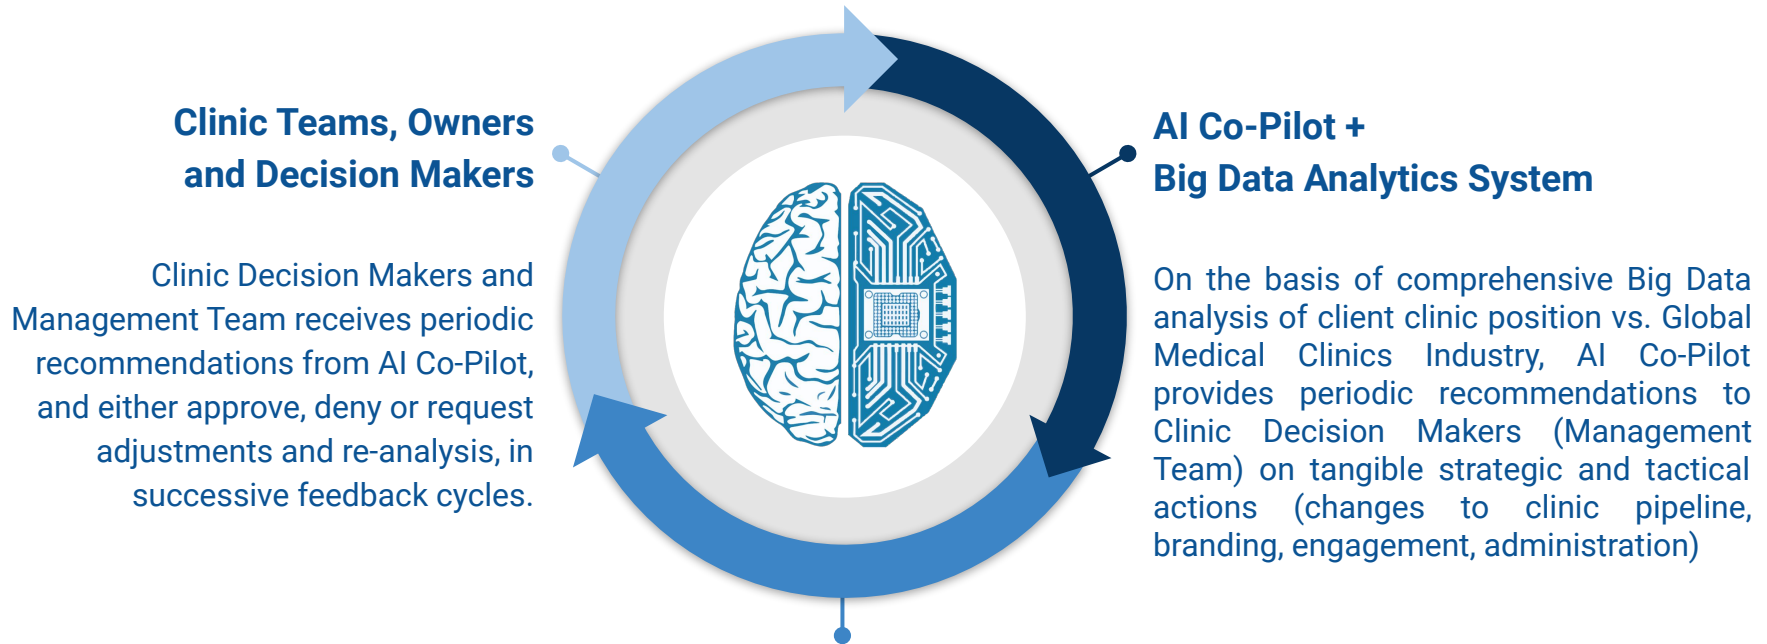 Clinic Teams, Owners
and Decision Makers
Clinic Decision Makers and
Management Team receives periodic
recommendations from AI Co-Pilot,
and either approve, deny or request
adjustments and re-analysis, in
successive feedback cycles.
AI Co-Pilot +
Big Data Analytics System
On the basis of comprehensive Big Data
analysis of client clinic position vs. Global
Medical Clinics Industry, AI Co-Pilot
provides periodic recommendations to
Clinic Decision Makers (Management
Team) on tangible strategic and tactical
actions (changes to clinic pipeline,
branding, engagement, administration)